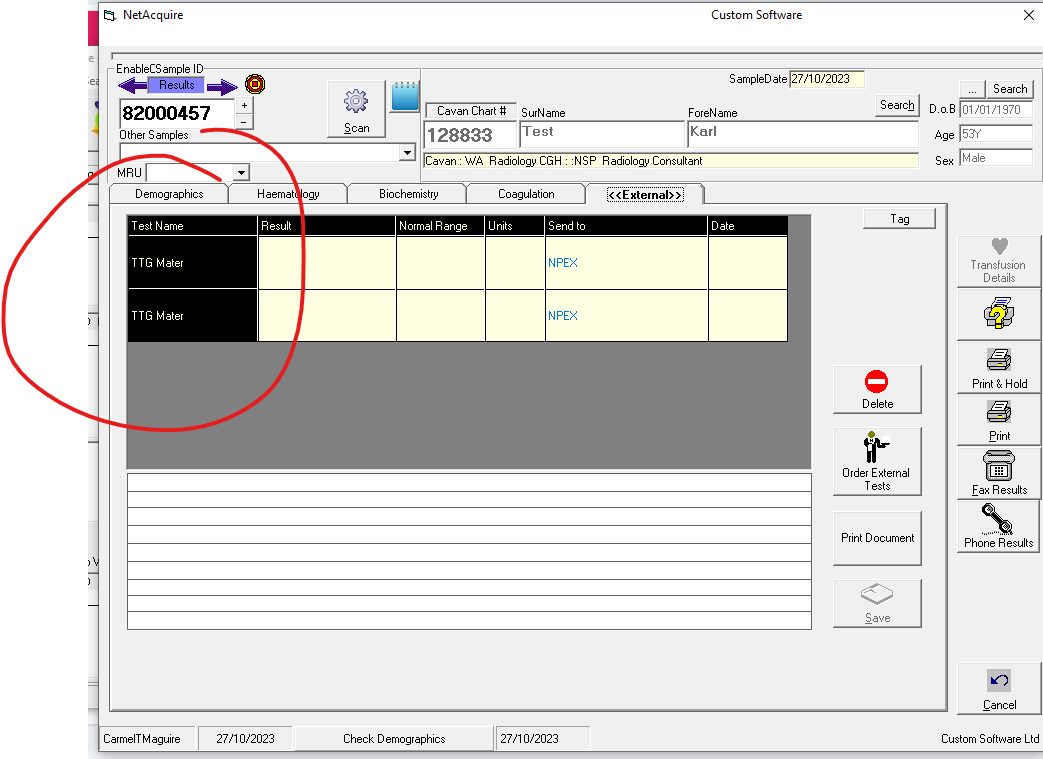 NetAcquire
Custom Software
EnableCSample ID
Results
82000457
+
-
Other Samples
MRU
Scan
Cavan Chart #
SurName
ForeName
128833
Test
Karl
Cavan : WA Radiology CGH : :NSP Radiology Consultant
SampleDate 27/10/2023
Search
... Search
D.o.B 01/01/1970
Age 53Y
Sex Male
Demographics
Haematology
Biochemistry
Coagulation
<<External>>
Test Name Result Normal Range Units Send to Date
TTG Mater NPEX
TTG Mater NPEX
Tag
Delete
Order External
Tests
Print Document
Save
Transfusion
Details
Print & Hold
Print
Fax Results
Phone Results
Cancel
CarmelTMaguire
27/10/2023
Check Demographics
27/10/2023
Custom Software Ltd